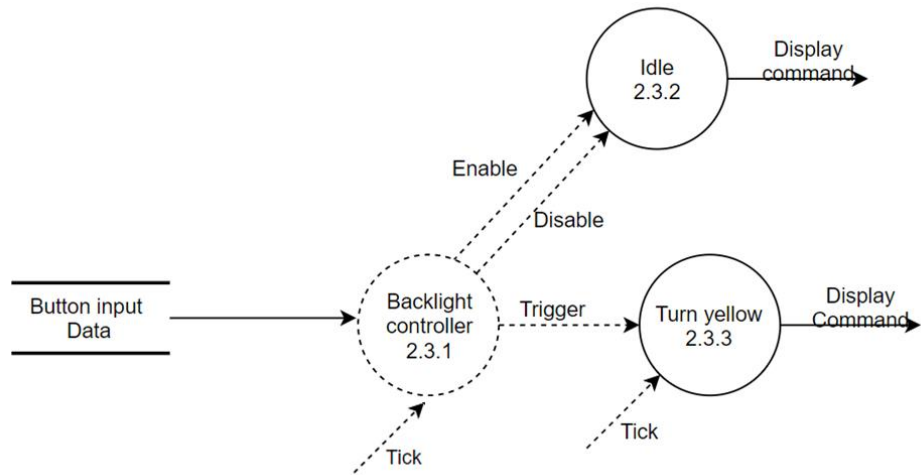 Idle
2.3.2
Display
command
Enable
Disable
Button input
Data
Backlight
controller
2.3.1
Trigger
Turn yellow
2.3.3
Display
Command
Tick
Tick